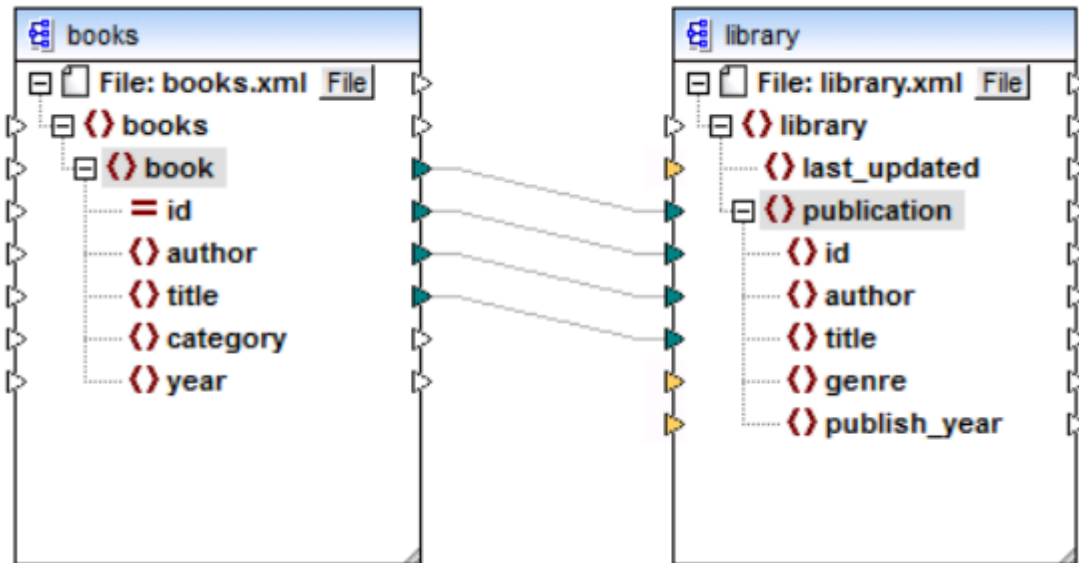 books
File: books.xml File
books
book
id
author
title
category
year
library
File: library.xml File
library
last_updated
publication
id
author
title
genre
publish_year